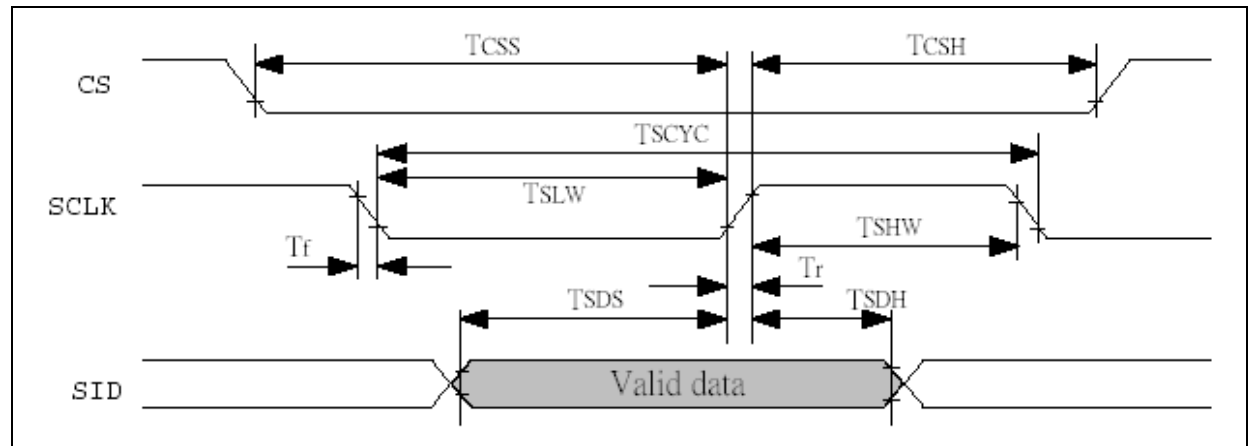 TCSS
TCSH
CS
TSCYC
TSLW
SCLK
TSHW
Tf
Tr
TSDS
TSDH
SID
Valid data